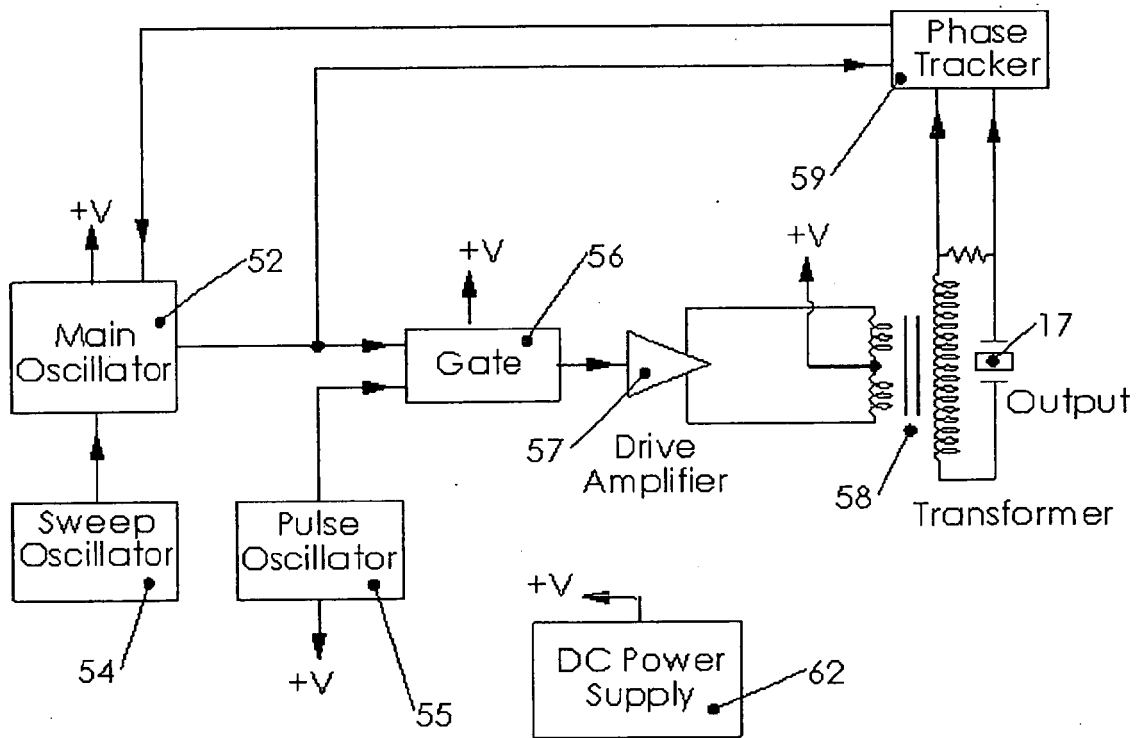 Phase
Tracker
59
+V
52
Main
Oscillator
+V
56
Gate
+V
57
Drive
Amplifier
17
Output
58
Transformer
Sweep
Oscillator
54
Pulse
Oscillator
55
+V
+V
DC Power
Supply
62